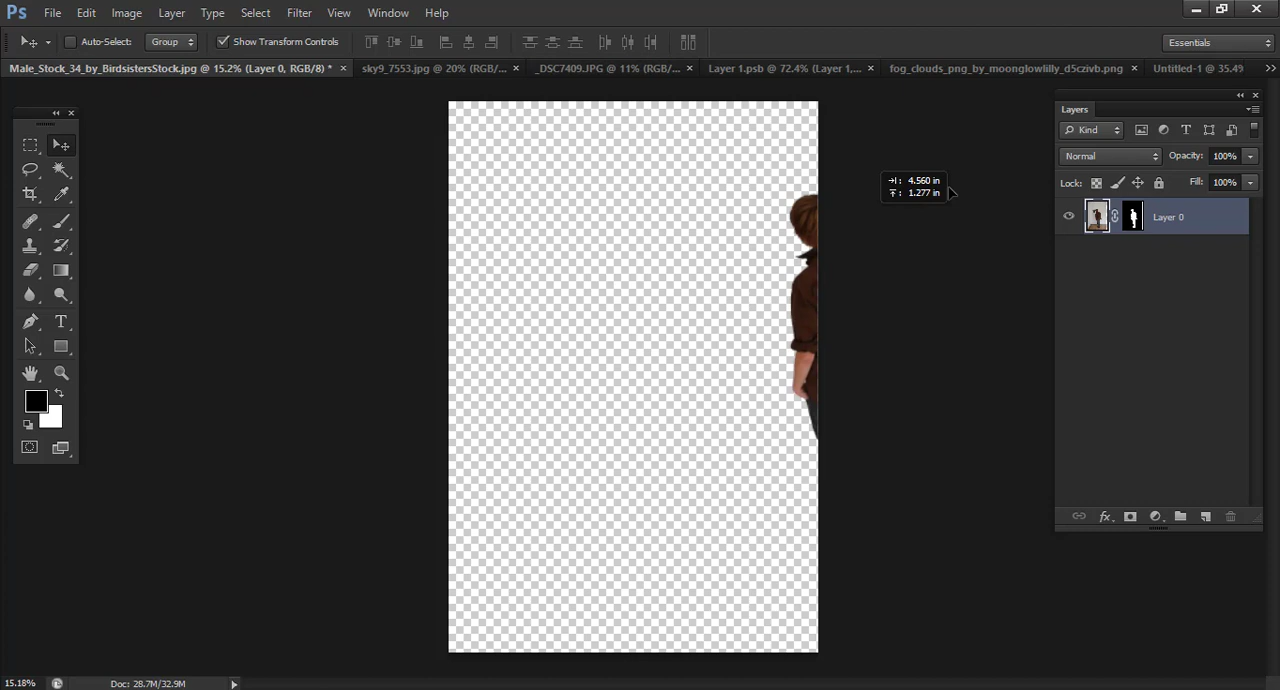 Ps File Edit Image Layer Type Select Filter View Window Help
Auto-Select: Group Show Transform Controls Essentials
Male_Stock_34_by_BirdsistersStock.jpg @ 15.2% (Layer 0, RGB/8) * × sky9_7553.jpg @ 20% (RGB/... × _DSC7409.JPG @ 11% (RGB/... × Layer 1.psb @ 72.4% (Layer 1,... × fog_clouds_png_by_moonglowlilly_d5czivb.png × Untitled-1 @ 35.49
Layers
Kind
Normal Opacity: 100%
Lock: Fill: 100%
4.560 in
1.277 in
Layer 0
15.18% Doc: 28.7M/32.9M